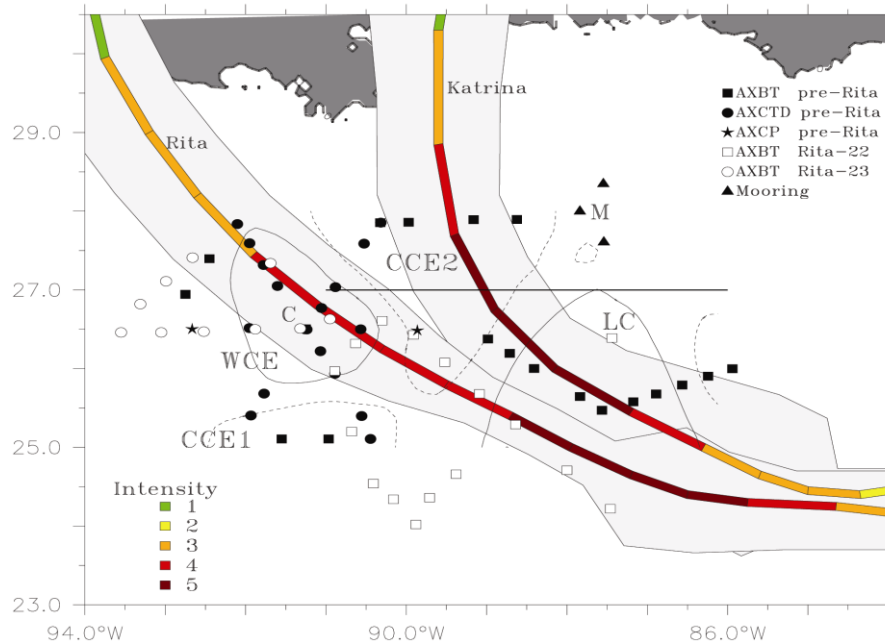 Katrina
Rita
AXBT pre-Rita
AXCTD pre-Rita
AXCP pre-Rita
AXBT Rita-22
AXBT Rita-23
Mooring
M
CCE2
C
LC
WCE
CCE1
Intensity
1
2
3
4
5
29.0
27.0
25.0
23.0
94.0°W
90.0°W
86.0°W